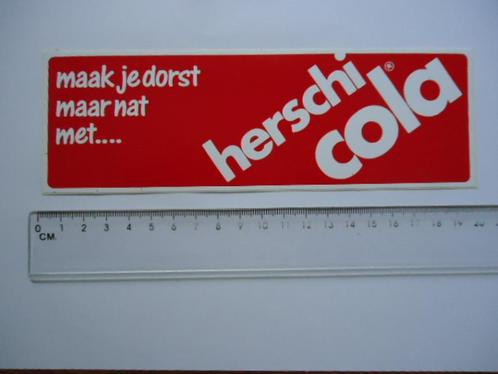 maak je dorst
maar nat
met....
herschi
cola®
0 1 2 3 4 5 6 7 8 9 10 11 12 13 14 15 16 17 18 19 20
CM.